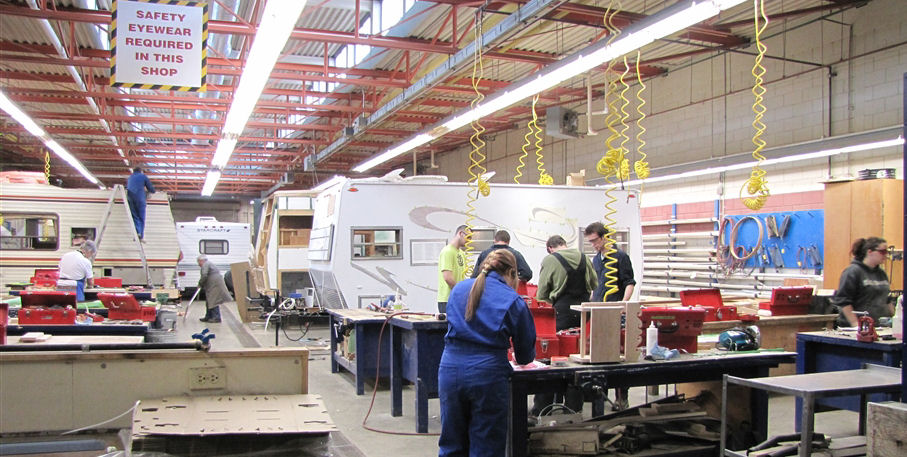 SAFETY
EYEWEAR
REQUIRED
IN THIS
SHOP
STARCRAFT